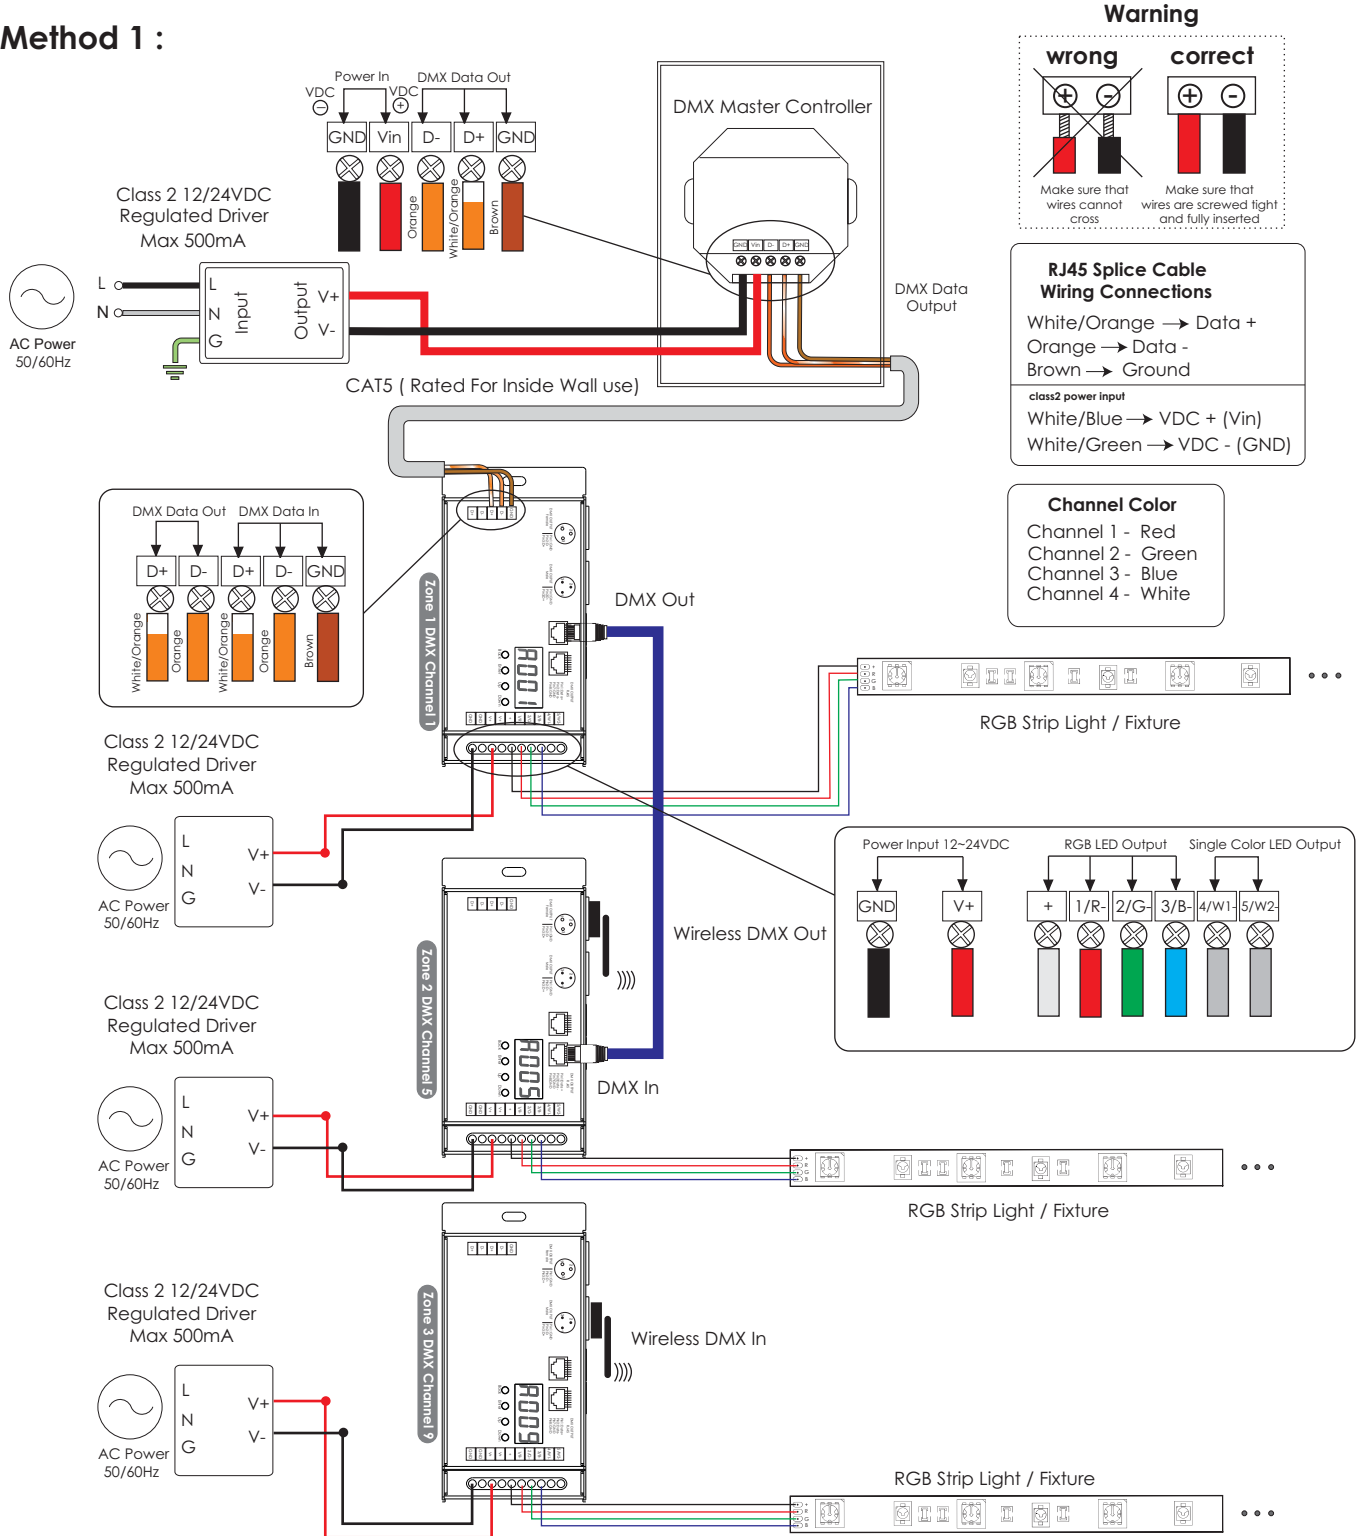 Method 1 :
Warning
wrong
correct
Make sure that
wires cannot
cross
Make sure that
wires are screwed tight
and fully inserted
Power In
DMX Data Out
VDC
VDC
GND
Vin
D-
D+
GND
Orange
White/Orange
Brown
DMX Master Controller
GND Vin D- D+ GND
DMX Data
Output
Class 2 12/24VDC
Regulated Driver
Max 500mA
L
N
AC Power
50/60Hz
L
N
G
Input
Output
V+
V-
CAT5 ( Rated For Inside Wall use)
RJ45 Splice Cable
Wiring Connections
White/Orange → Data +
Orange → Data -
Brown → Ground
class2 power input
White/Blue → VDC + (Vin)
White/Green → VDC - (GND)
Channel Color
Channel 1 - Red
Channel 2 - Green
Channel 3 - Blue
Channel 4 - White
DMX Data Out
DMX Data In
D+
D-
D+
D-
GND
White/Orange
Orange
White/Orange
Orange
Brown
Zone 1 DMX Channel 1
A001
DMX Out
+
R
G
B
RGB Strip Light / Fixture
Class 2 12/24VDC
Regulated Driver
Max 500mA
AC Power
50/60Hz
L
N
G
V+
V-
Power Input 12~24VDC
RGB LED Output
Single Color LED Output
GND
V+
+
1/R-
2/G-
3/B-
4/W1-
5/W2-
Wireless DMX Out
Zone 2 DMX Channel 5
A005
DMX In
Class 2 12/24VDC
Regulated Driver
Max 500mA
AC Power
50/60Hz
L
N
G
V+
V-
+
R
G
B
RGB Strip Light / Fixture
Zone 3 DMX Channel 9
A009
Wireless DMX In
Class 2 12/24VDC
Regulated Driver
Max 500mA
AC Power
50/60Hz
L
N
G
V+
V-
RGB Strip Light / Fixture
+
R
G
B